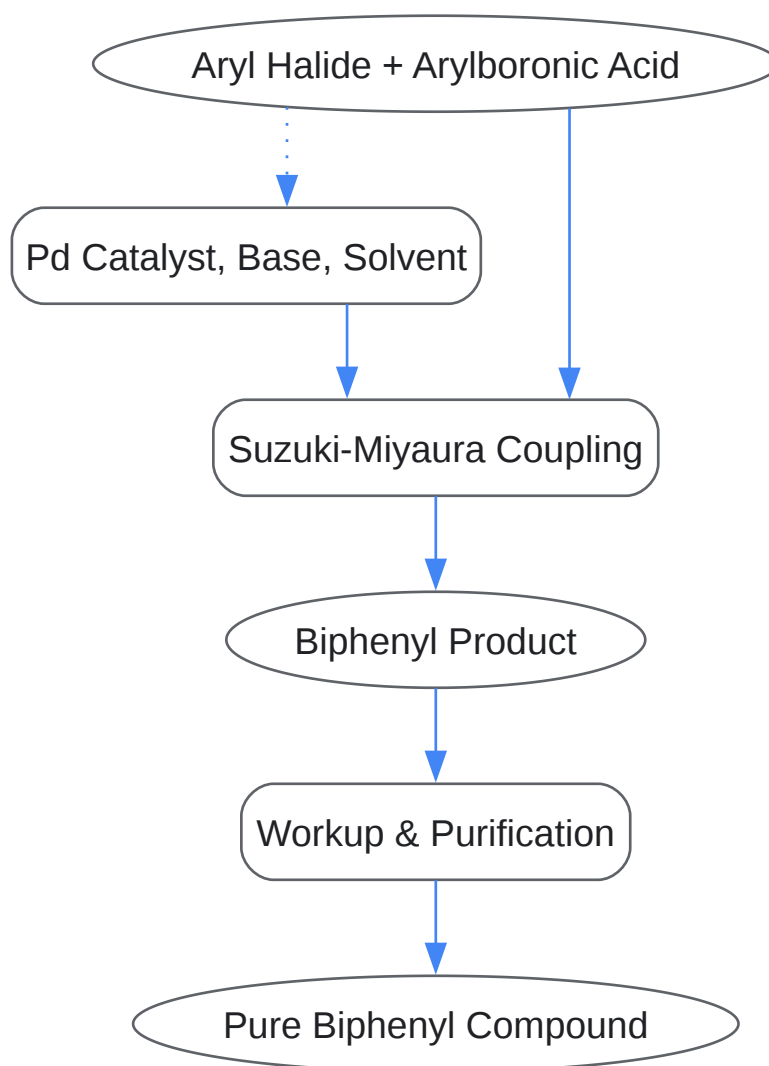 Aryl Halide + Arylboronic Acid
Pd Catalyst, Base, Solvent
Suzuki-Miyaura Coupling
Biphenyl Product
Workup & Purification
Pure Biphenyl Compound